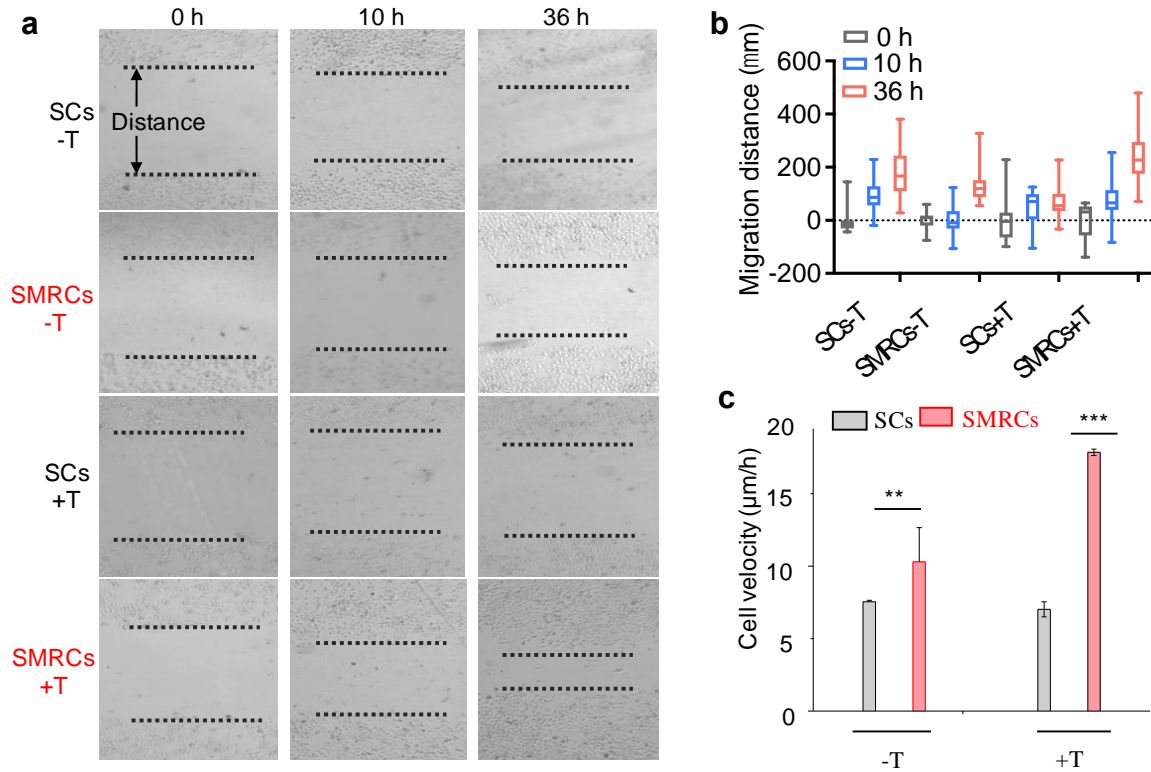 a
0 h 10 h 36 h
SCs
-T
Distance
SMRCs
-T
SCs
+T
SMRCs
+T
b
0 h
10 h
36 h
Migration distance (mm)
600
400
200
0
-200
SCs-T
SMRCs-T
SCs+T
SMRCs+T
c
SCs SMRCs
Cell velocity (μm/h)
20
15
10
5
0
**
***
-T +T